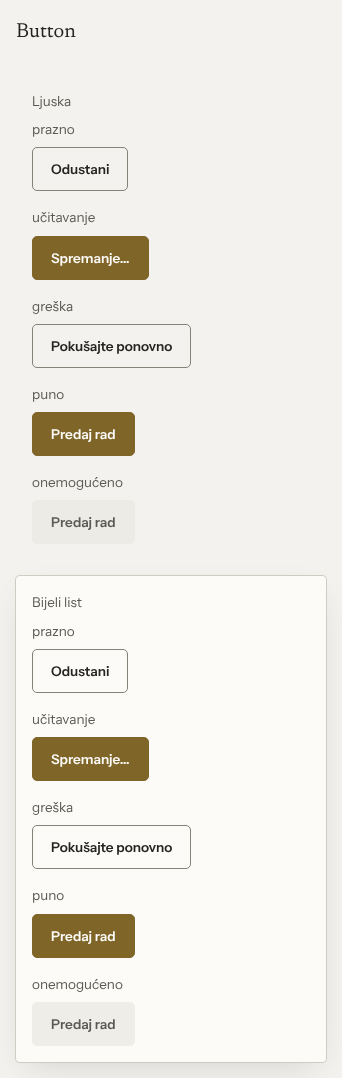 Button
Ljuska
prazno
Odustani
učitavanje
Spremanje…
greška
Pokušajte ponovno
puno
Predaj rad
onemogućeno
Predaj rad
Bijeli list
prazno
Odustani
učitavanje
Spremanje…
greška
Pokušajte ponovno
puno
Predaj rad
onemogućeno
Predaj rad